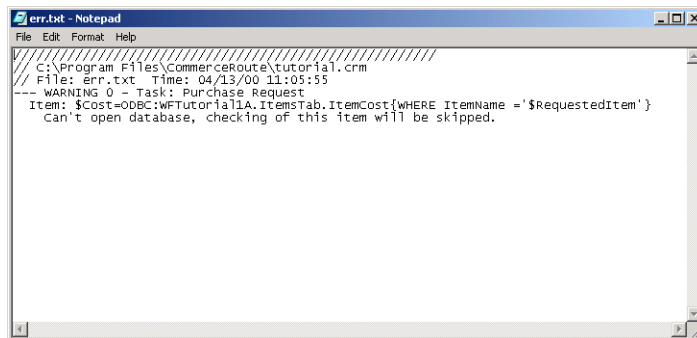 err.txt - Notepad
File Edit Format Help
////////////////////////////////////////////////////////////
// C:\Program Files\CommerceRoute\tutorial.crm
// File: err.txt  Time: 04/13/00 11:05:55
--- WARNING 0 - Task: Purchase Request
  Item: $Cost=ODBC:WFTutorial1A.ItemsTab.ItemCost{WHERE ItemName ='$RequestedItem'}
    Can't open database, checking of this item will be skipped.